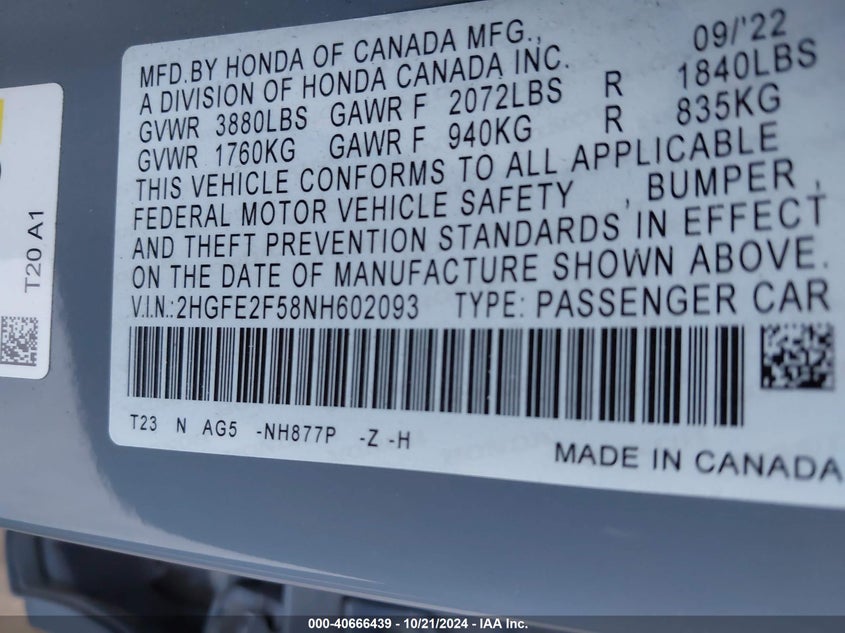 MFD.BY HONDA OF CANADA MFG., 09/'22
A DIVISION OF HONDA CANADA INC.
GVWR 3880LBS GAWR F 2072LBS R 1840LBS
GVWR 1760KG GAWR F 940KG R 835KG
THIS VEHICLE CONFORMS TO ALL APPLICABLE
FEDERAL MOTOR VEHICLE SAFETY , BUMPER ,
AND THEFT PREVENTION STANDARDS IN EFFECT
ON THE DATE OF MANUFACTURE SHOWN ABOVE.
V.I.N.:2HGFE2F58NH602093 TYPE: PASSENGER CAR
T23 N AG5 -NH877P -Z -H
MADE IN CANADA
T20 A1
000-40666439 - 10/21/2024 - IAA Inc.